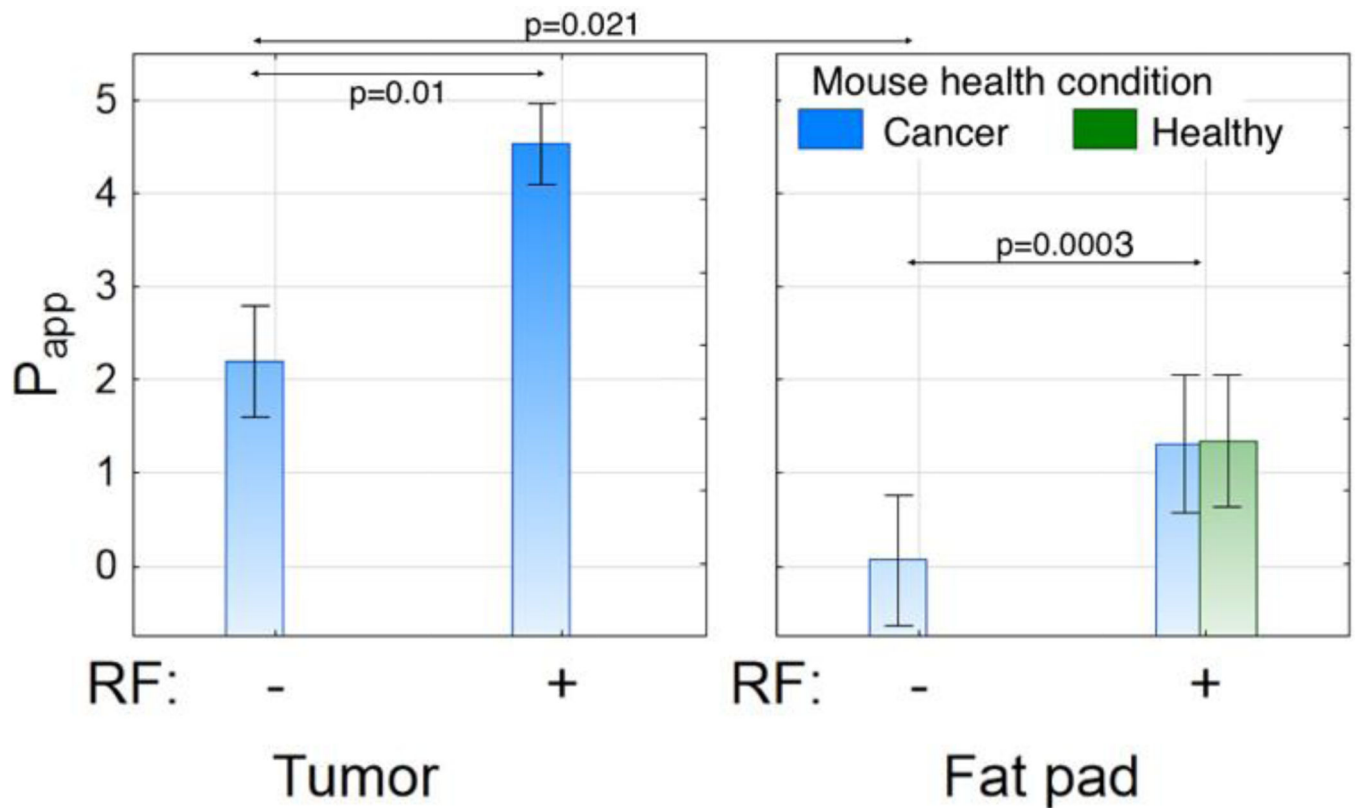 p=0.021
p=0.01
Mouse health condition
Cancer Healthy
p=0.0003
5
4
3
2
1
0
Papp
RF: - + RF: - +
Tumor Fat pad